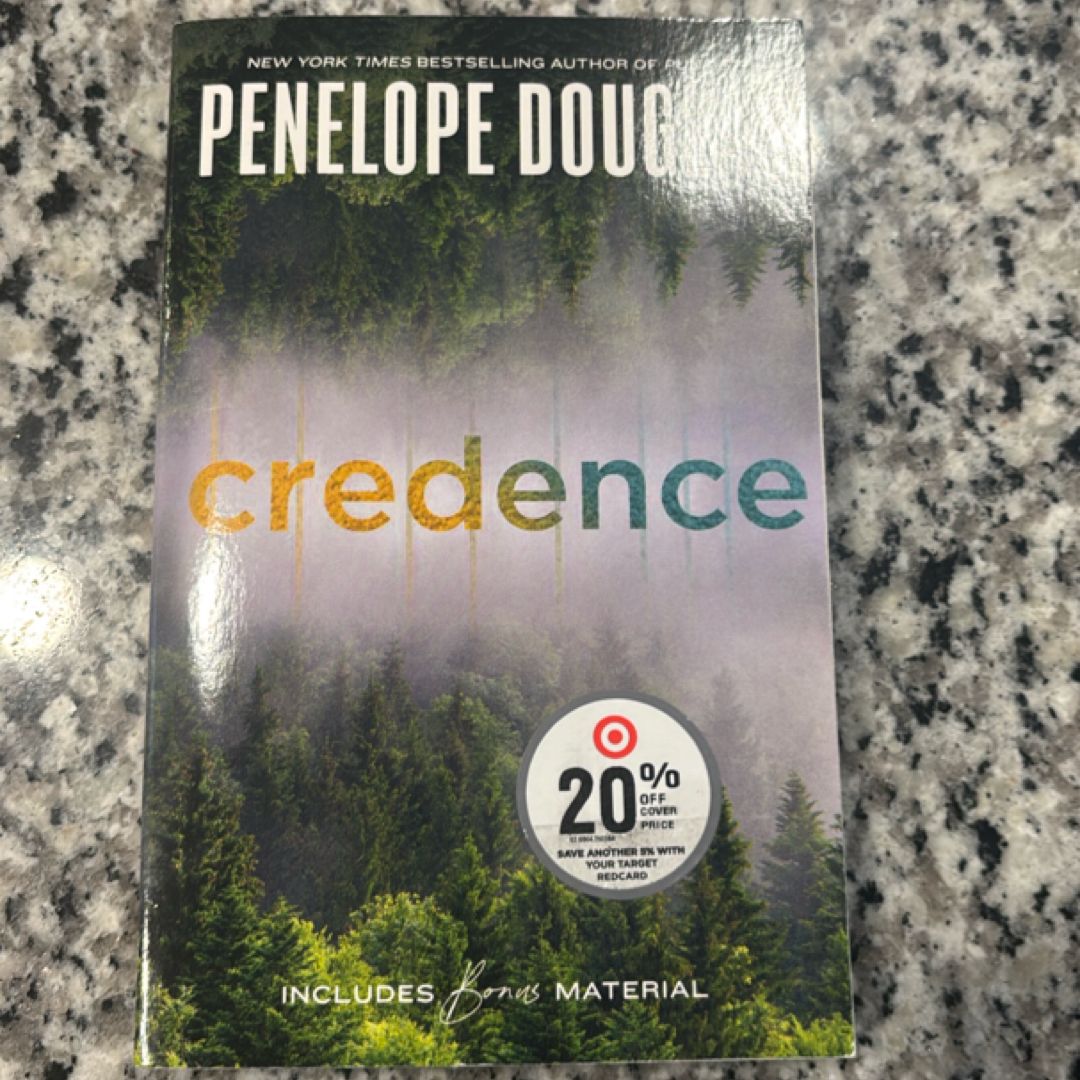 NEW YORK TIMES BESTSELLING AUTHOR OF
PENELOPE DOUG
credence
20%
OFF
COVER
PRICE
SAVE ANOTHER 5% WITH
YOUR TARGET
REDCARD
INCLUDES Bonus MATERIAL